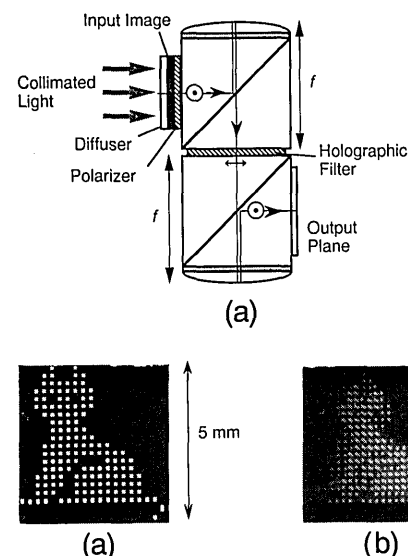 Input Image
f
Collimated
Light
Diffuser
Polarizer
Holographic
Filter
f
Output
Plane
(a)
5 mm
(a)
(b)